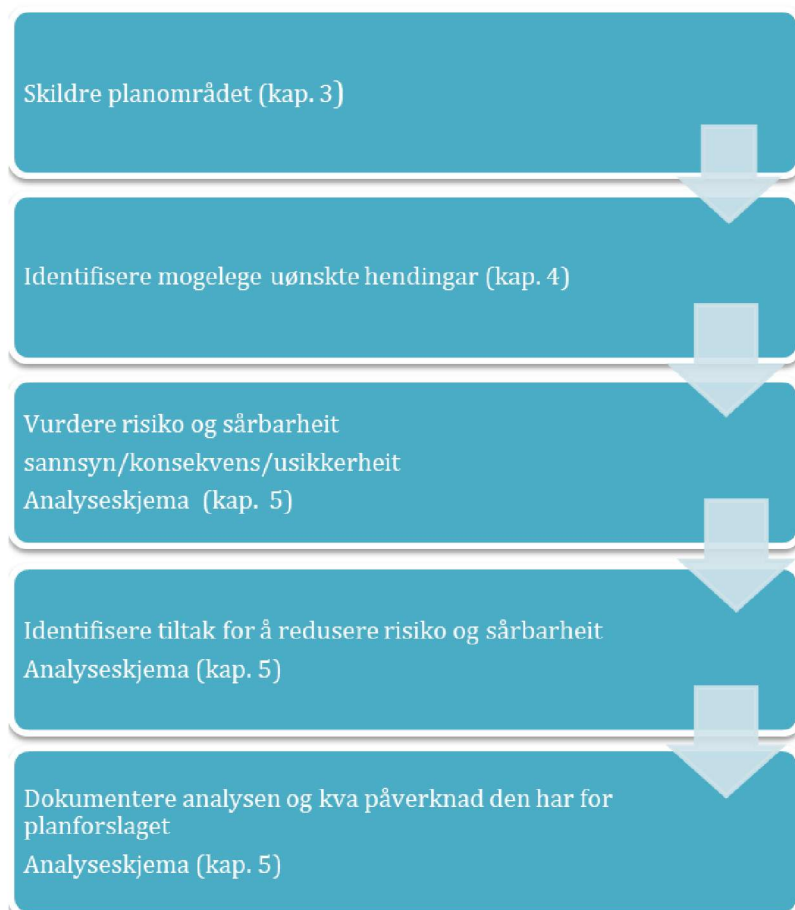 Skildre planområdet (kap. 3)
Identifisere mogelege uønskte hendingar (kap. 4)
Vurdere risiko og sårbarheit
sannsyn/konsekvens/usikkerheit
Analyseskjema (kap. 5)
Identifisere tiltak for å redusere risiko og sårbarheit
Analyseskjema (kap. 5)
Dokumentere analysen og kva påverknad den har for
planforslaget
Analyseskjema (kap. 5)